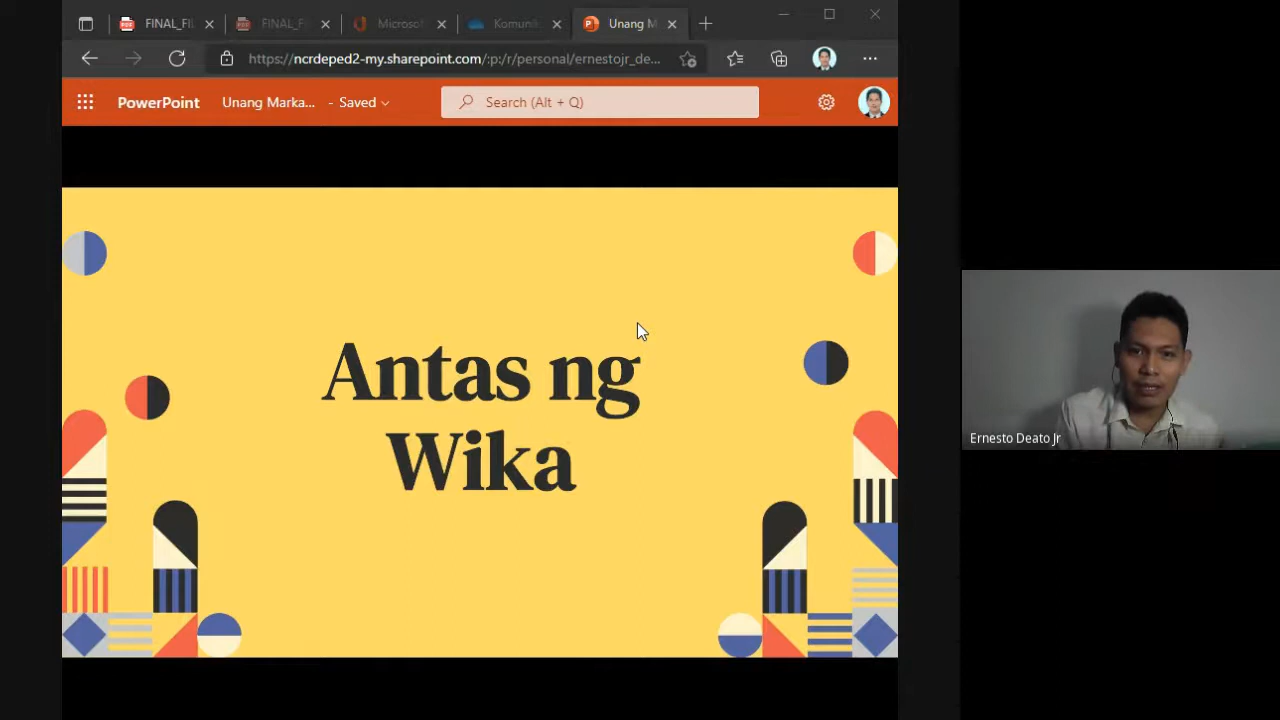 FINAL_FIL
FINAL_F
Microsof
Komuni
Unang M
https://ncrdeped2-my.sharepoint.com/:p:/r/personal/ernestojr_de...
PowerPoint
Unang Marka... - Saved
Search (Alt + Q)
Antas ng
Wika
Ernesto Deato Jr